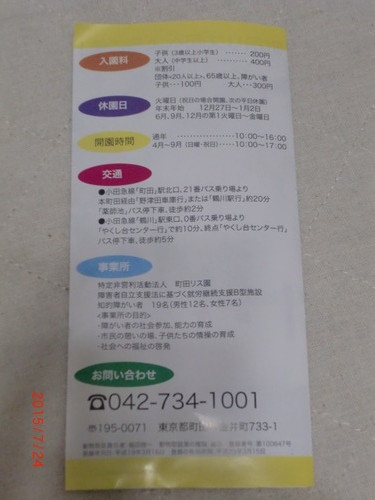 入園料
子供（3歳以上小学生）‥‥‥‥ 200円
大人（中学生以上）‥‥‥‥‥‥ 400円
※割引
団体<20人以上>、65歳以上、障がい者
子供‥‥100円　大人‥‥300円
休園日
火曜日（祝日の場合開園、次の平日休園）
年末年始　12月27日～1月2日
6月、9月、12月の第1火曜日～金曜日
開園時間
通年 ‥‥‥‥‥‥‥‥ 10:00～16:00
4月～9月（日曜・祝日）‥‥‥ 10:00～17:00
交通
●小田急線「町田」駅北口、21番バス乗り場より
本町田経由「野津田車庫行」または「鶴川駅行」約20分
「薬師池」バス停下車、徒歩約2分
●小田急線「鶴川」駅東口、0番バス乗り場より
「やくし台センター行」で約10分、終点「やくし台センター」
バス停下車、徒歩約5分
事業所
特定非営利活動法人　町田リス園
障害者自立支援法に基づく就労継続支援B型施設
知的障がい者　19名（男性12名、女性7名）
<事業所の目的>
・障がい者の社会参加、能力の育成
・市民の憩いの場、子供たちの情操の育成
・社会への福祉の啓発
お問い合わせ
☎042-734-1001
〒195-0071　東京都町田市金井町733-1
2015/7/24